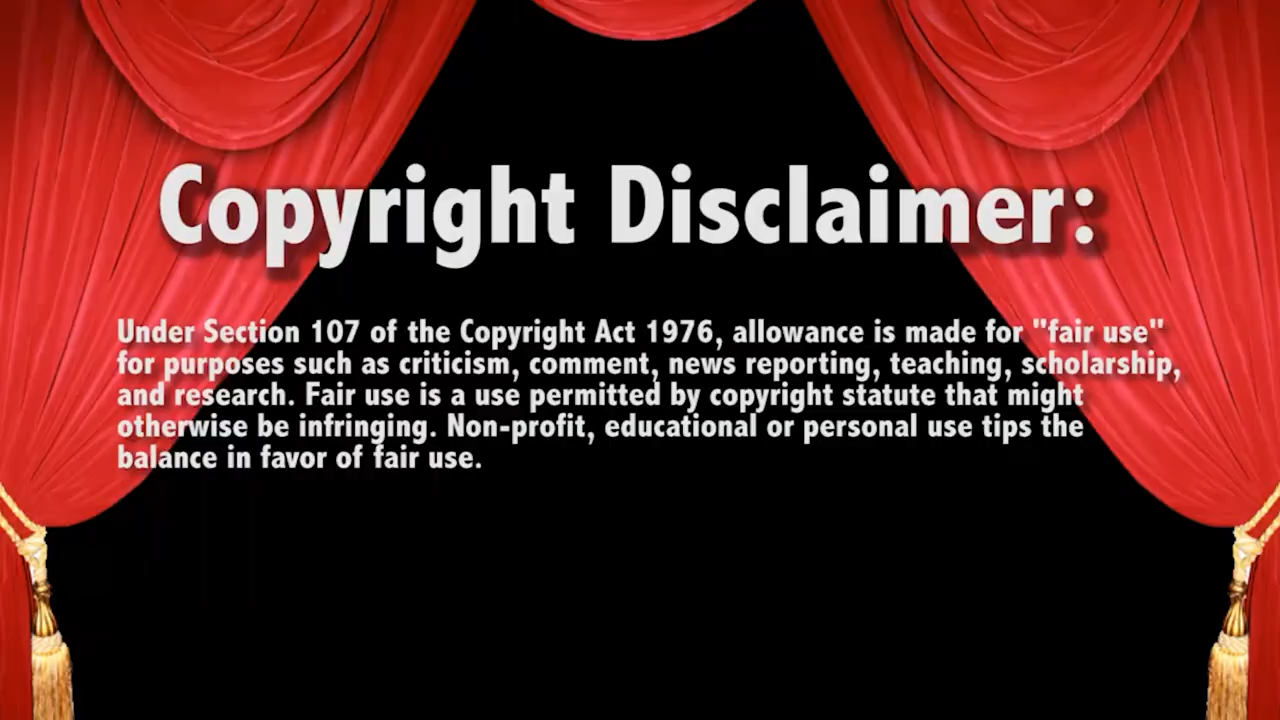 Copyright Disclaimer:
Under Section 107 of the Copyright Act 1976, allowance is made for "fair use"
for purposes such as criticism, comment, news reporting, teaching, scholarship,
and research. Fair use is a use permitted by copyright statute that might
otherwise be infringing. Non-profit, educational or personal use tips the
balance in favor of fair use.